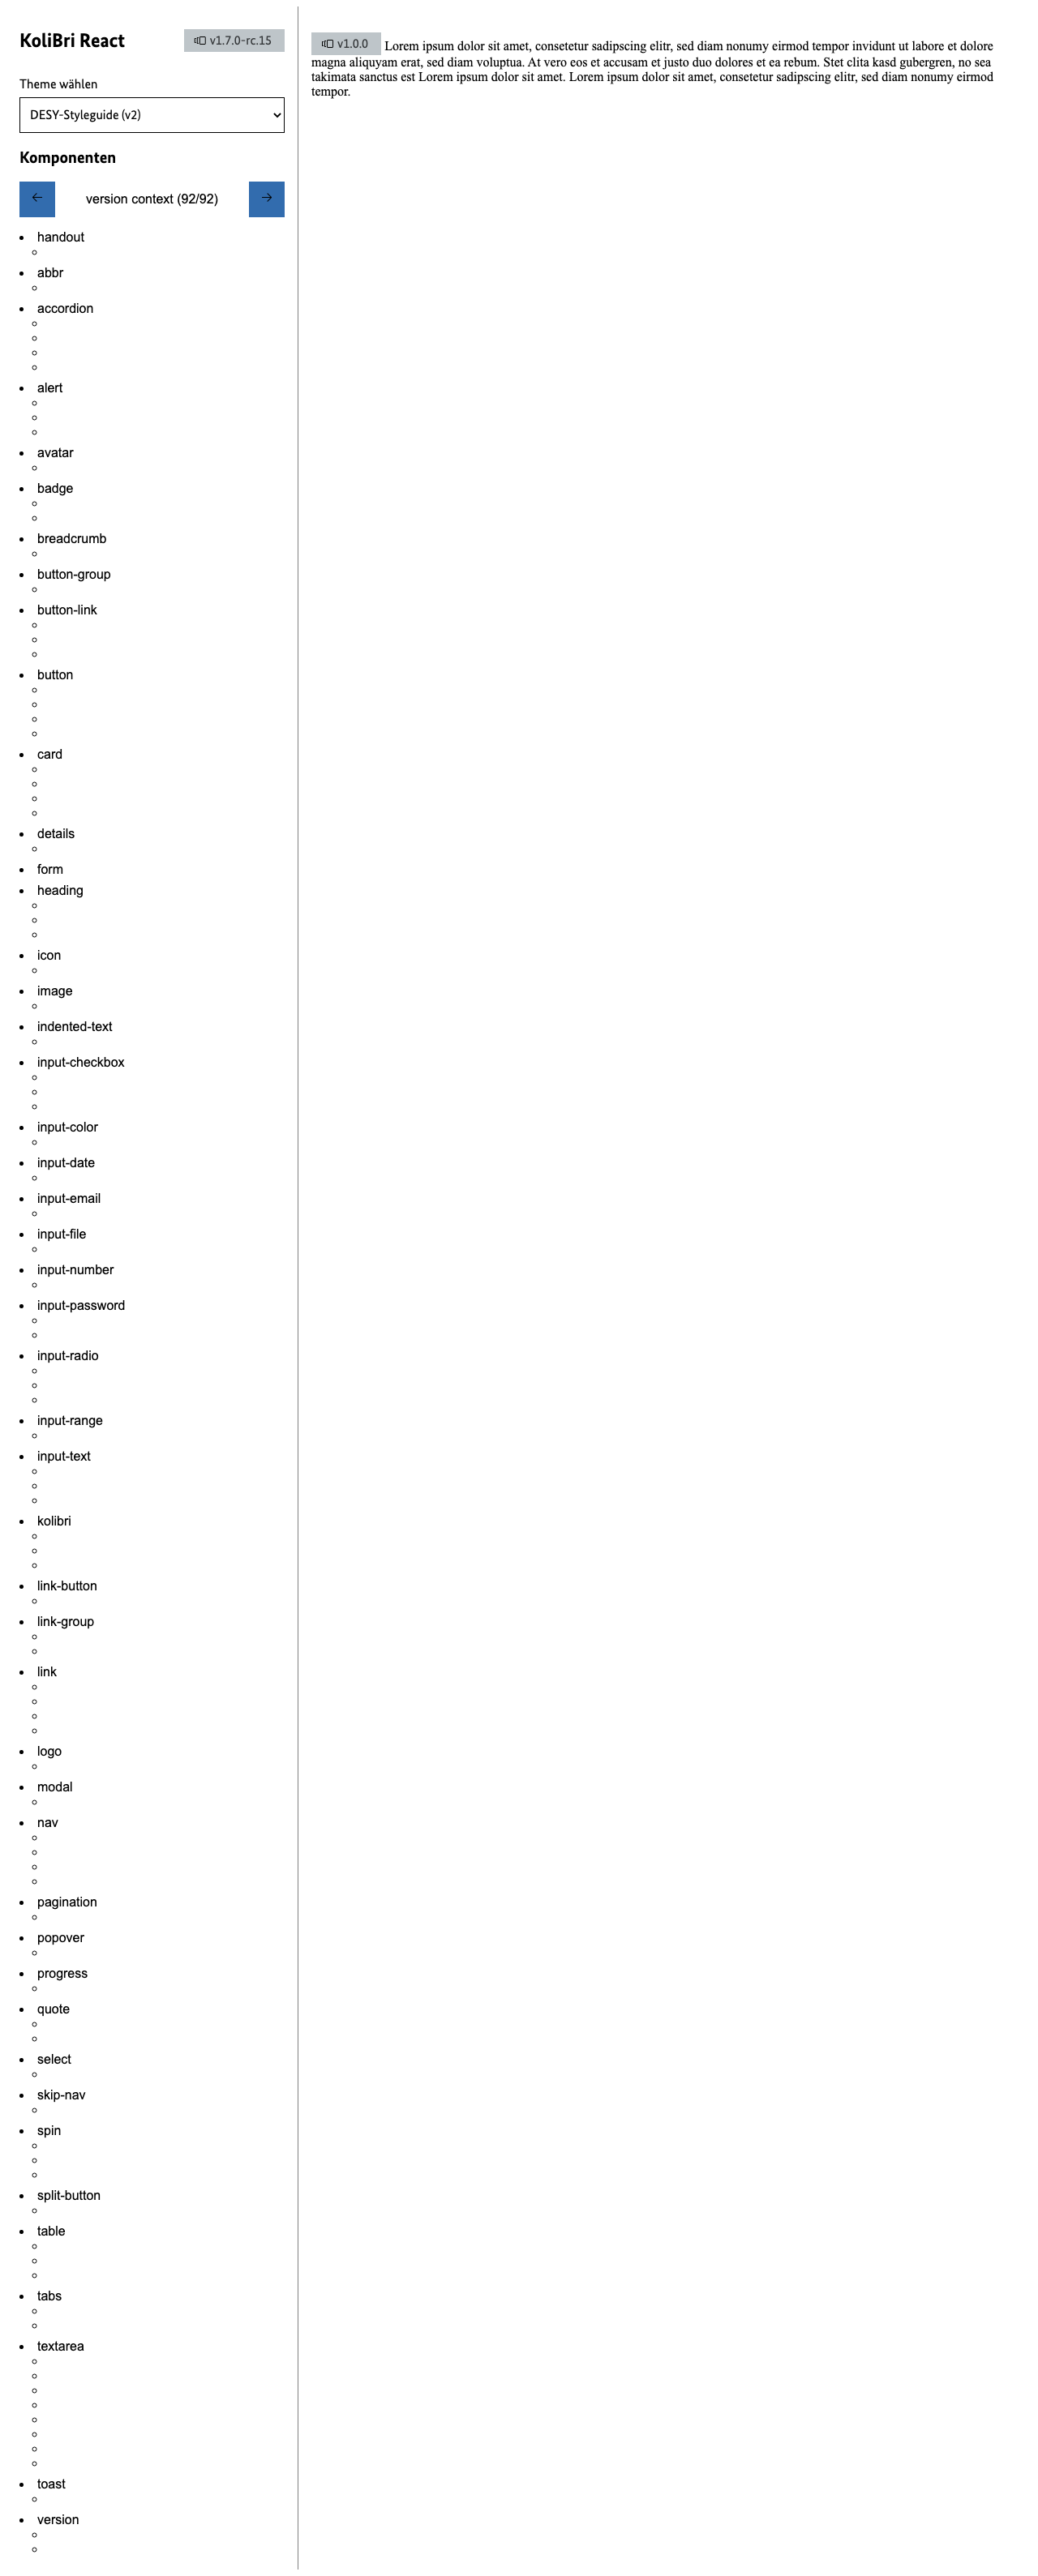 KoliBri React
v1.7.0-rc.15
Theme wählen
DESY-Styleguide (v2)
Komponenten
version context (92/92)
handout
abbr
accordion
alert
avatar
badge
breadcrumb
button-group
button-link
button
card
details
form
heading
icon
image
indented-text
input-checkbox
input-color
input-date
input-email
input-file
input-number
input-password
input-radio
input-range
input-text
kolibri
link-button
link-group
link
logo
modal
nav
pagination
popover
progress
quote
select
skip-nav
spin
split-button
table
tabs
textarea
toast
version
v1.0.0 Lorem ipsum dolor sit amet, consetetur sadipscing elitr, sed diam nonumy eirmod tempor invidunt ut labore et dolore
magna aliquyam erat, sed diam voluptua. At vero eos et accusam et justo duo dolores et ea rebum. Stet clita kasd gubergren, no sea
takimata sanctus est Lorem ipsum dolor sit amet. Lorem ipsum dolor sit amet, consetetur sadipscing elitr, sed diam nonumy eirmod
tempor.